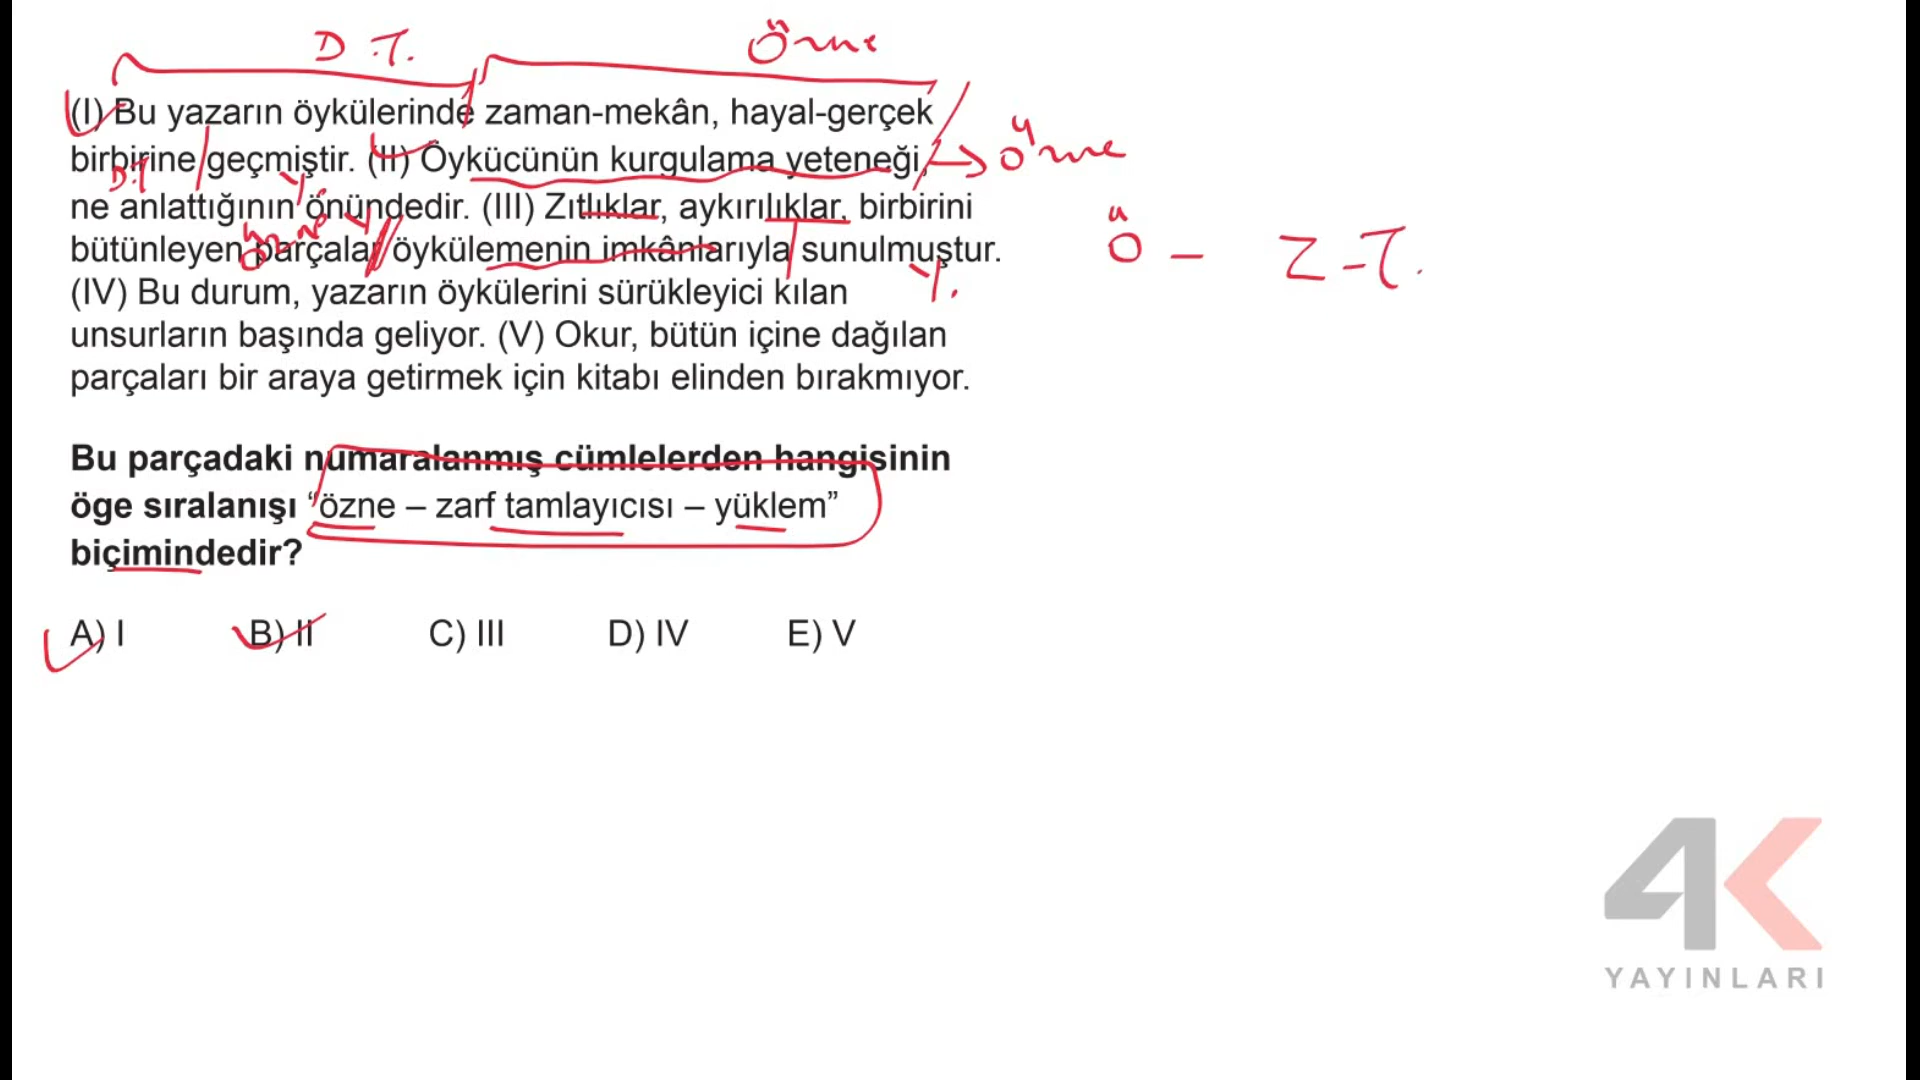 D.T. Özne
(I) Bu yazarın öykülerinde zaman-mekân, hayal-gerçek
birbirine geçmiştir. (II) Öykücünün kurgulama yeteneği, → özne
D.T Y.
ne anlattığının önündedir. (III) Zıtlıklar, aykırılıklar, birbirini
özne Y
bütünleyen parçalar öykülemenin imkânlarıyla sunulmuştur. Ö - Z-T.
Y.
(IV) Bu durum, yazarın öykülerini sürükleyici kılan
unsurların başında geliyor. (V) Okur, bütün içine dağılan
parçaları bir araya getirmek için kitabı elinden bırakmıyor.
Bu parçadaki numaralanmış cümlelerden hangisinin
öge sıralanışı “özne – zarf tamlayıcısı – yüklem”
biçimindedir?
A) I B) II C) III D) IV E) V
4K
YAYINLARI